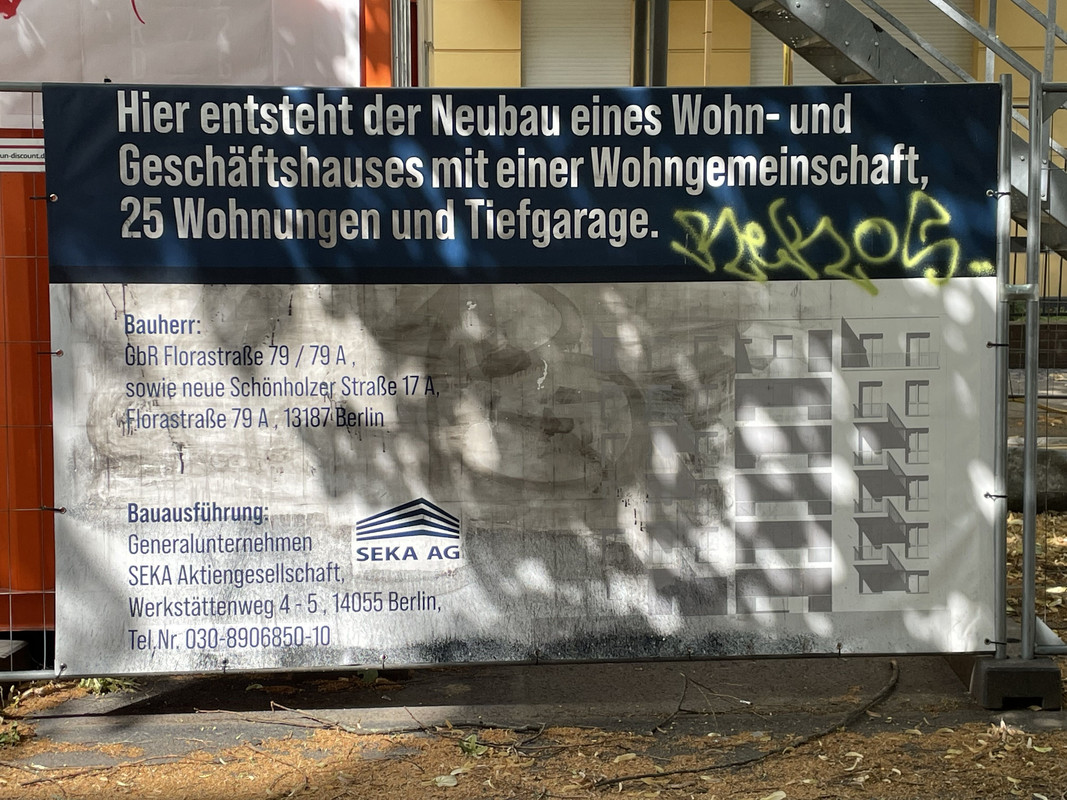 Hier entsteht der Neubau eines Wohn- und
Geschäftshauses mit einer Wohngemeinschaft,
25 Wohnungen und Tiefgarage.
Bauherr:
GbR Florastraße 79 / 79 A ,
sowie neue Schönholzer Straße 17 A,
Florastraße 79 A , 13187 Berlin
Bauausführung:
Generalunternehmen
SEKA Aktiengesellschaft,
Werkstättenweg 4 - 5 , 14055 Berlin,
Tel.Nr. 030-8906850-10
SEKA AG
un-discount.d